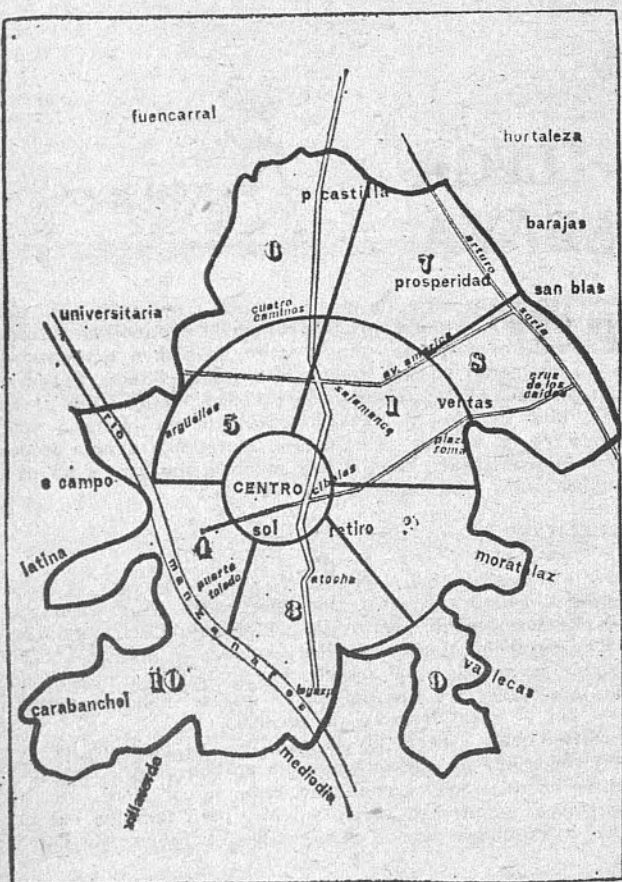 fuencarral
hortaleza
p castilla
barajas
6
7
arturo
prosperidad
san blas
universitaria
cuatro
caminos
soria
av. america
8
cruz
de los
caidos
salamanca
1
ventas
argüelles
5
plaza
roma
rio
CENTRO
cibeles
e campo
sol
retiro
4
latina
puerta
toledo
atocha
moratalaz
manzanares
3
10
9
vallecas
carabanchel
legazpi
villaverde
mediodia